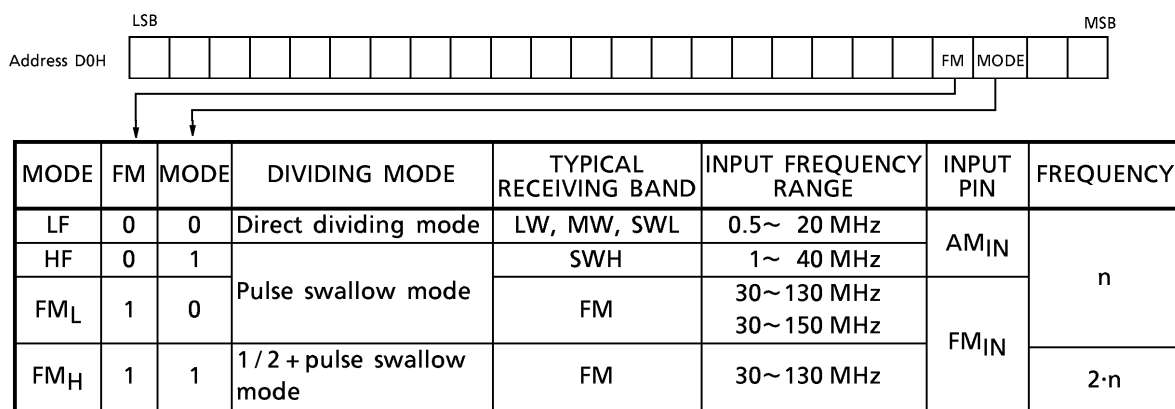 LSB MSB
Address D0H FM MODE
MODE FM MODE DIVIDING MODE TYPICAL RECEIVING BAND INPUT FREQUENCY RANGE INPUT PIN FREQUENCY
LF 0 0 Direct dividing mode LW, MW, SWL 0.5~ 20 MHz AMIN n
HF 0 1 Pulse swallow mode SWH 1~ 40 MHz
FML 1 0 FM 30~130 MHz
30~150 MHz FMIN
FMH 1 1 1/2+pulse swallow mode FM 30~130 MHz 2·n